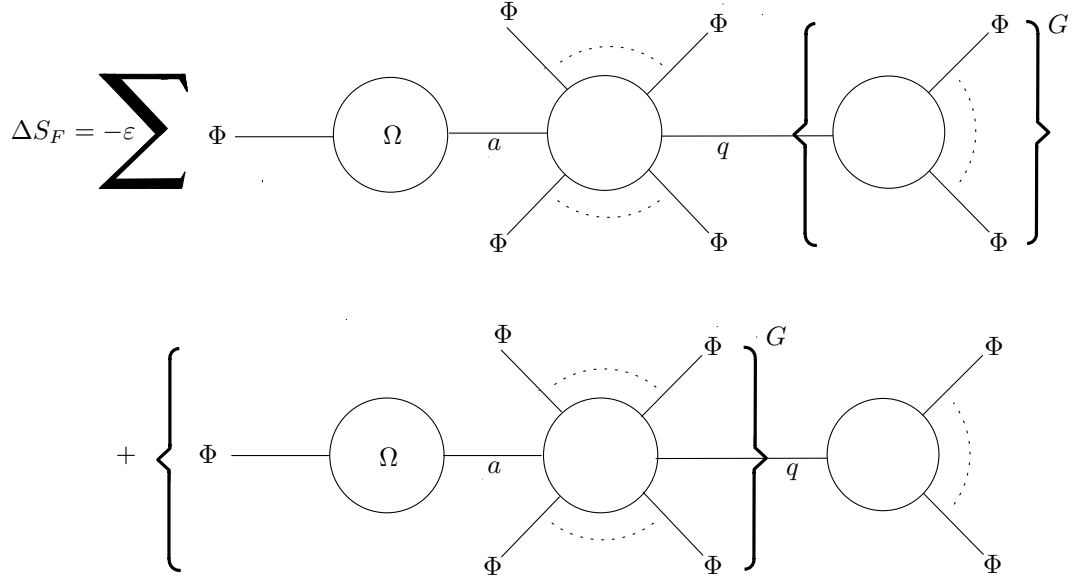 Φ Φ Φ G
ΔS_F = −ε ∑ Φ Ω a q
Φ Φ Φ
Φ Φ G Φ
+ Φ Ω a q
Φ Φ Φ